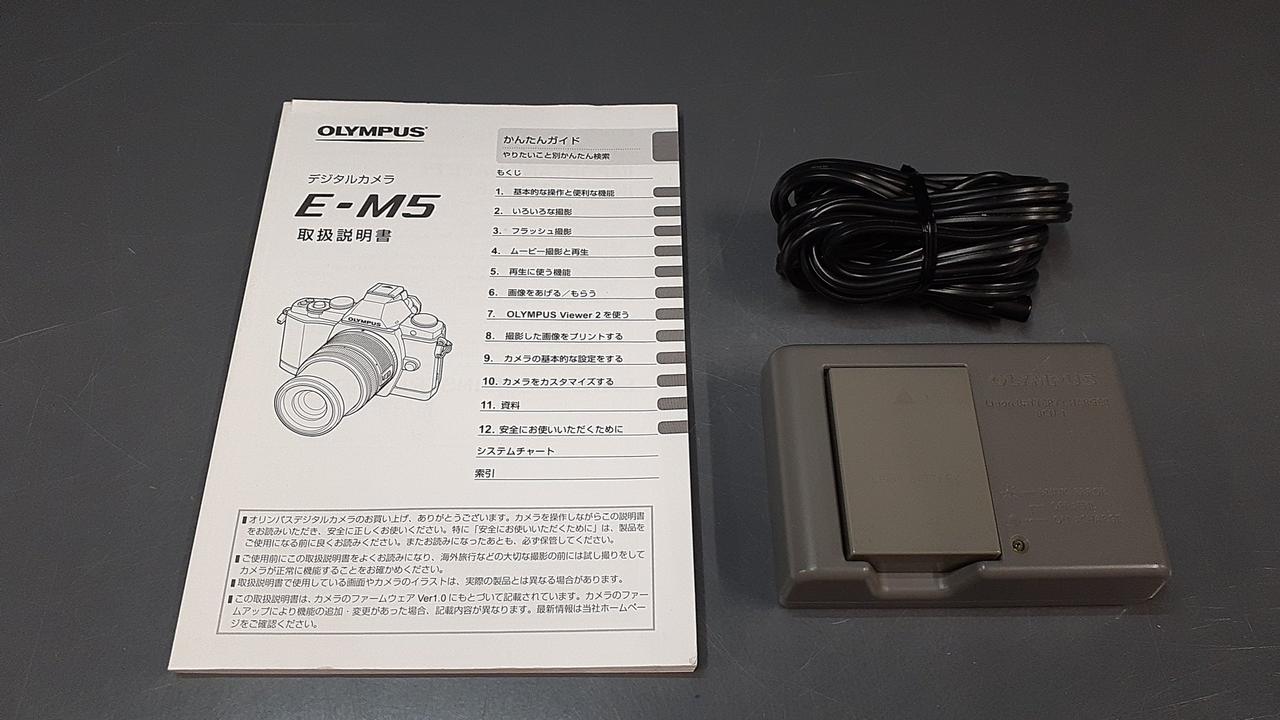 OLYMPUS
デジタルカメラ
E-M5
取扱説明書
OLYMPUS
かんたんガイド
やりたいこと別かんたん検索
もくじ
1. 基本的な操作と便利な機能
2. いろいろな撮影
3. フラッシュ撮影
4. ムービー撮影と再生
5. 再生に使う機能
6. 画像をあげる／もらう
7. OLYMPUS Viewer 2 を使う
8. 撮影した画像をプリントする
9. カメラの基本的な設定をする
10. カメラをカスタマイズする
11. 資料
12. 安全にお使いいただくために
システムチャート
索引
■ オリンパスデジタルカメラのお買い上げ、ありがとうございます。カメラを操作しながらこの説明書
をお読みいただき、安全に正しくお使いください。特に「安全にお使いいただくために」は、製品を
ご使用になる前に良くお読みください。またお読みになったあとも、必ず保管してください。
■ ご使用前にこの取扱説明書をよくお読みになり、海外旅行などの大切な撮影の前には試し撮りをして
カメラが正常に機能することをお確かめください。
■ 取扱説明書で使用している画面やカメラのイラストは、実際の製品とは異なる場合があります。
■ この取扱説明書は、カメラのファームウェア Ver1.0 にもとづいて記載されています。カメラのファー
ムアップにより機能の追加・変更があった場合、記載内容が異なります。最新情報は当社ホームペー
ジをご確認ください。
OLYMPUS
Li-ion BATTERY CHARGER